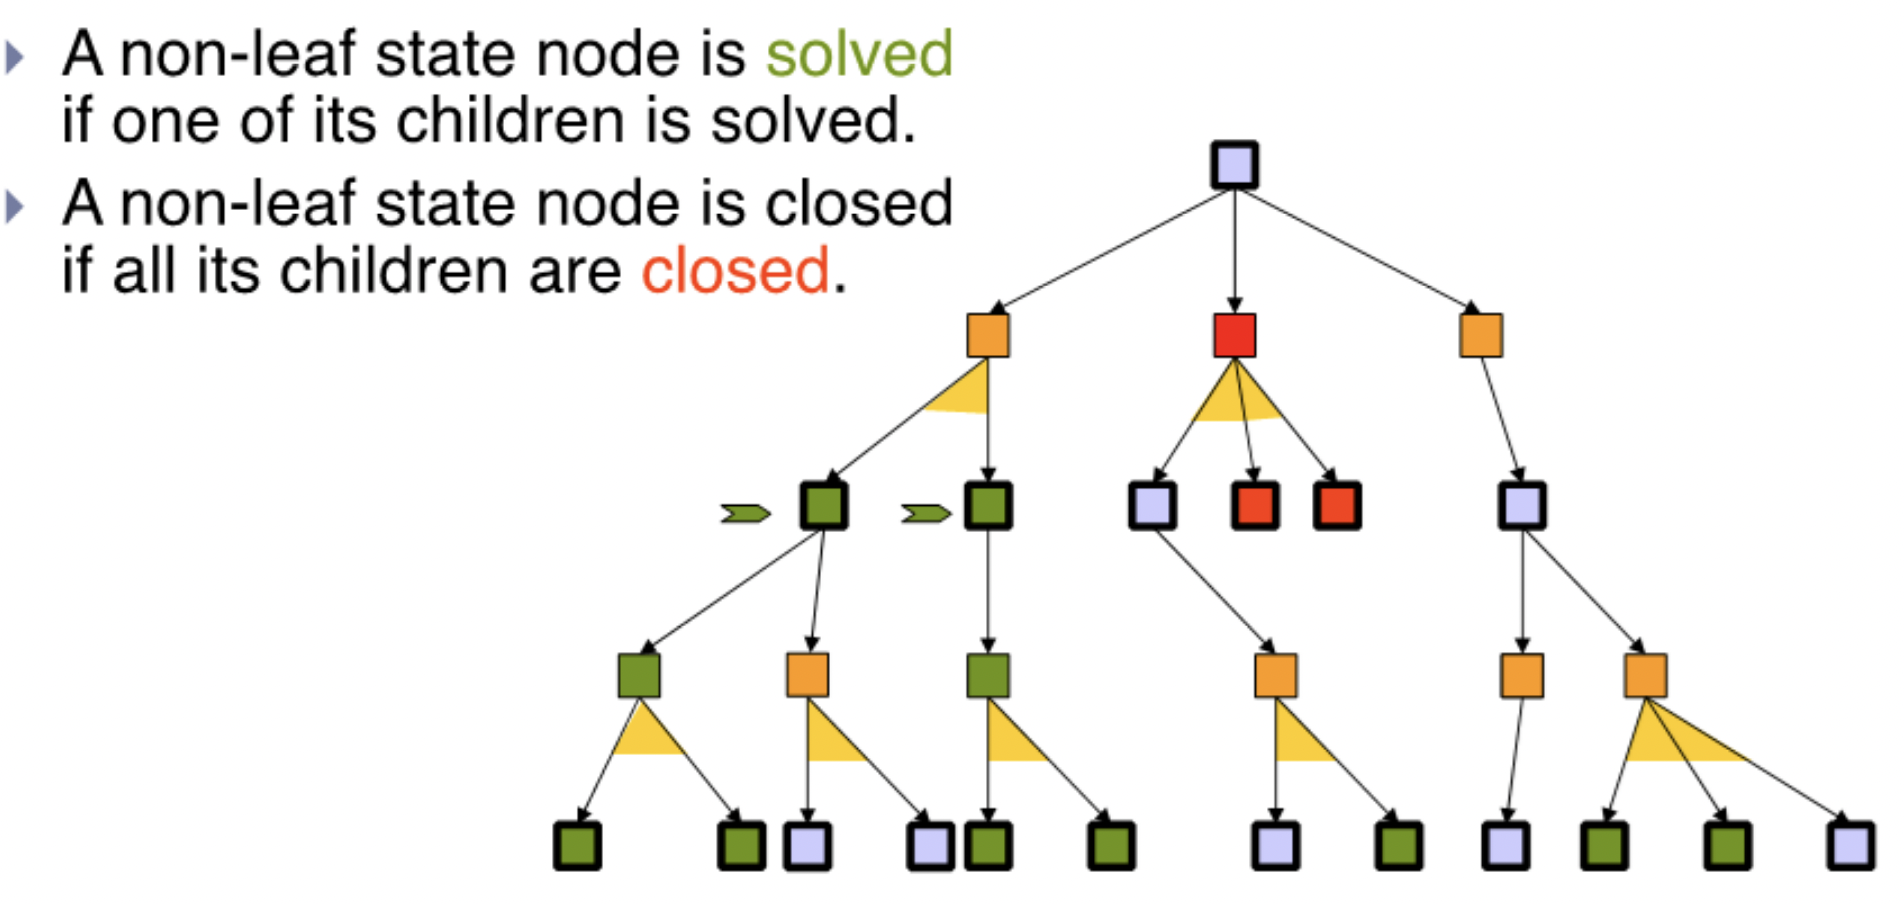 A non-leaf state node is solved
if one of its children is solved.
A non-leaf state node is closed
if all its children are closed.